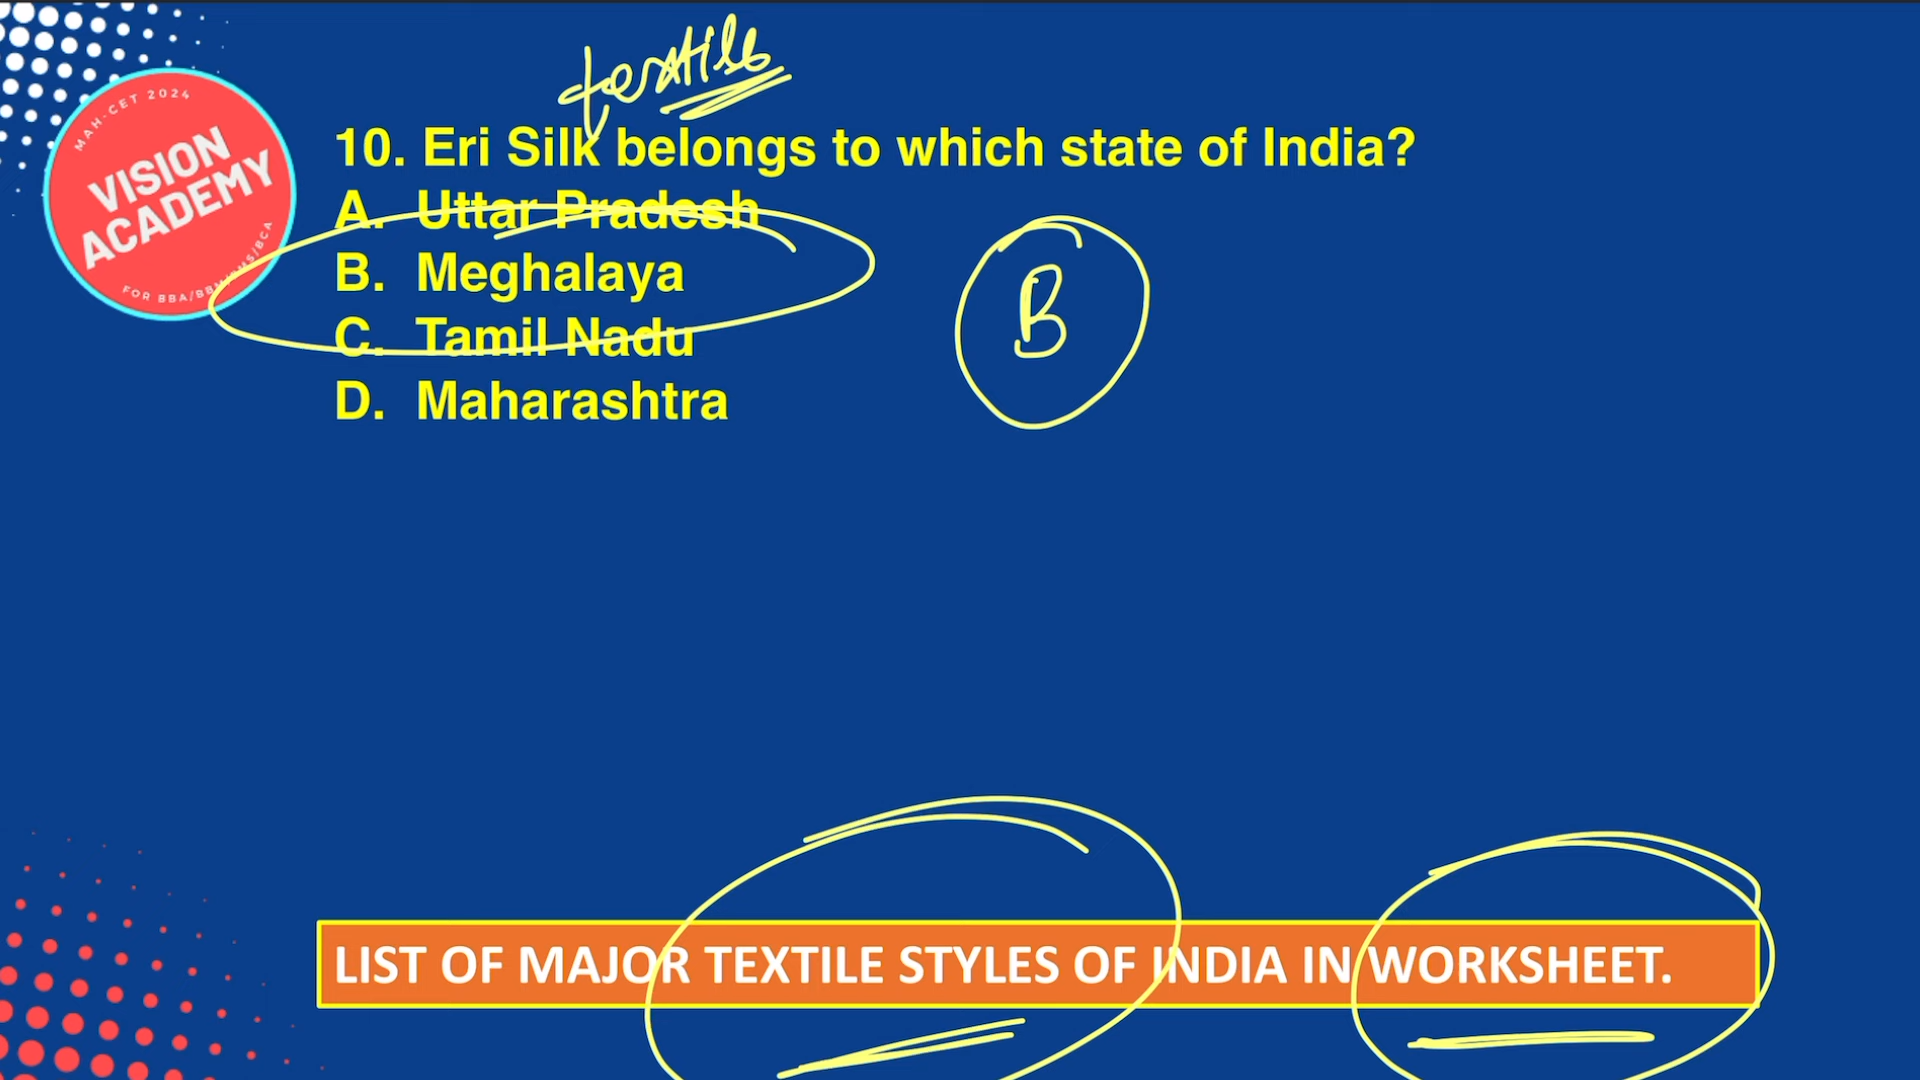 textile
MAH-CET 2024
VISION
ACADEMY
10. Eri Silk belongs to which state of India?
A. Uttar Pradesh
B. Meghalaya
C. Tamil Nadu
D. Maharashtra
B
LIST OF MAJOR TEXTILE STYLES OF INDIA IN WORKSHEET.